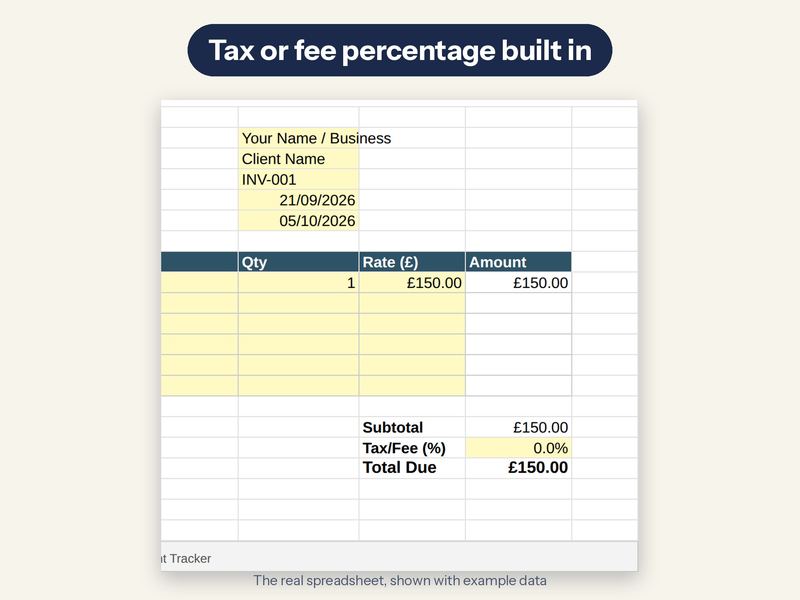 Tax or fee percentage built in
Your Name / Business
Client Name
INV-001
21/09/2026
05/10/2026
Qty Rate (£) Amount
1 £150.00 £150.00
Subtotal £150.00
Tax/Fee (%) 0.0%
Total Due £150.00
nt Tracker
The real spreadsheet, shown with example data